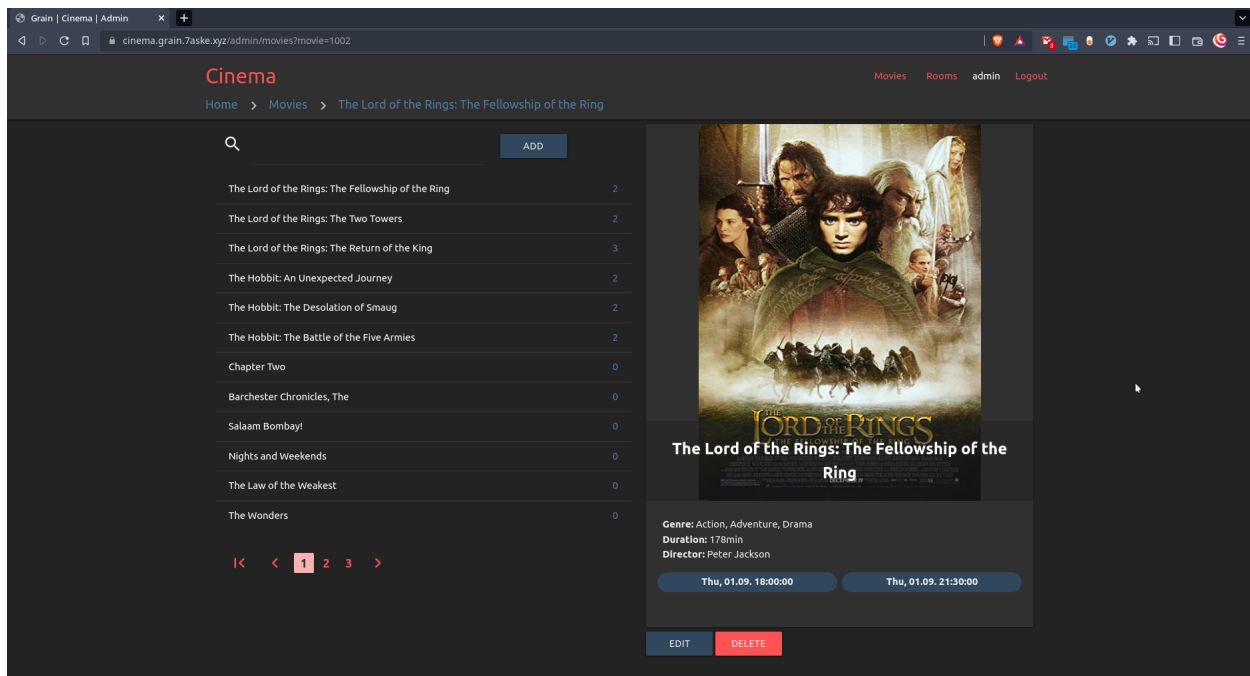 Grain | Cinema | Admin
cinema.grain.7aske.xyz/admin/movies?movie=1002
Cinema
Movies Rooms admin Logout
Home > Movies > The Lord of the Rings: The Fellowship of the Ring
ADD
The Lord of the Rings: The Fellowship of the Ring 2
The Lord of the Rings: The Two Towers 2
The Lord of the Rings: The Return of the King 3
The Hobbit: An Unexpected Journey 2
The Hobbit: The Desolation of Smaug 2
The Hobbit: The Battle of the Five Armies 2
Chapter Two 0
Barchester Chronicles, The 0
Salaam Bombay! 0
Nights and Weekends 0
The Law of the Weakest 0
The Wonders 0
1 2 3
THE
LORD OF THE RINGS
THE FELLOWSHIP OF THE RING
The Lord of the Rings: The Fellowship of the
Ring
Genre: Action, Adventure, Drama
Duration: 178min
Director: Peter Jackson
Thu, 01.09. 18:00:00
Thu, 01.09. 21:30:00
EDIT
DELETE